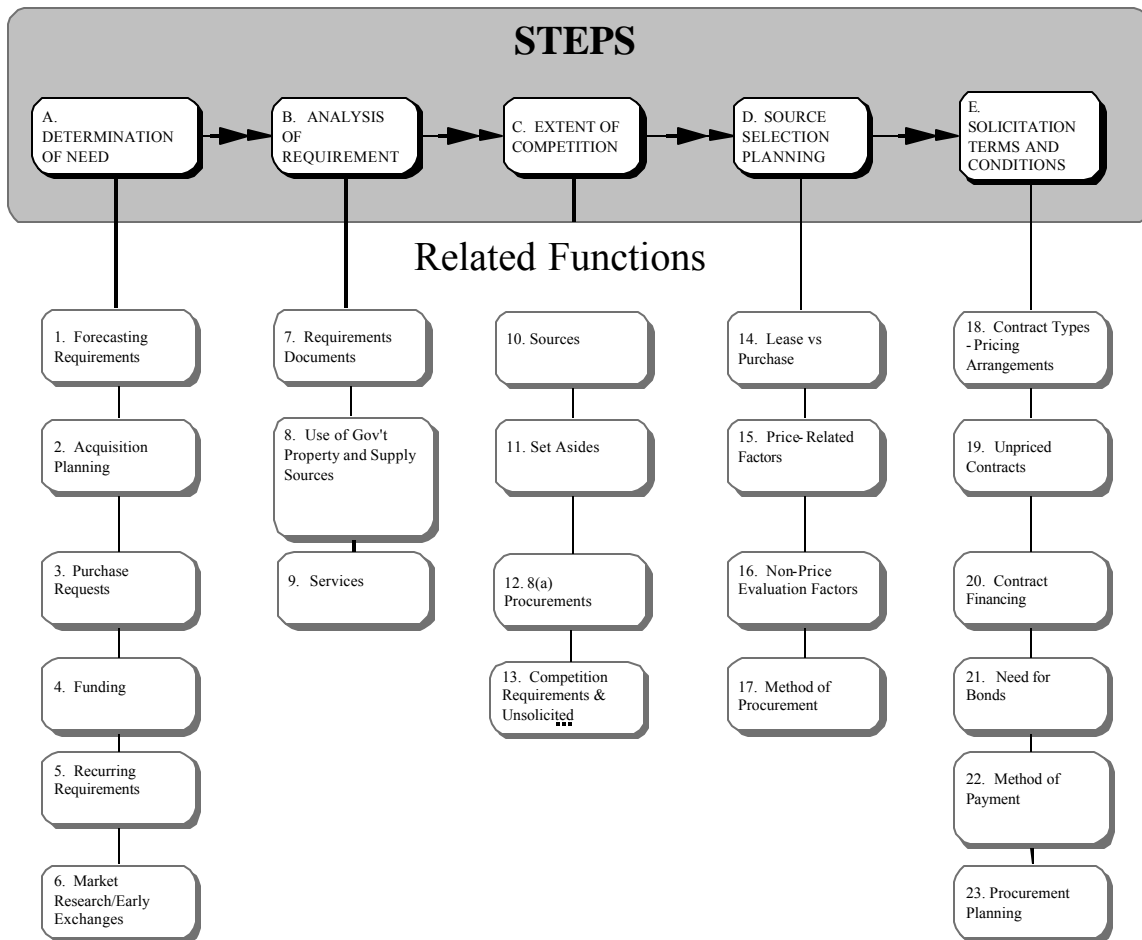 STEPS
A.
DETERMINATION
OF NEED
B. ANALYSIS
OF
REQUIREMENT
C. EXTENT OF
COMPETITION
D. SOURCE
SELECTION
PLANNING
E.
SOLICITATION
TERMS AND
CONDITIONS
Related Functions
1. Forecasting
Requirements
2. Acquisition
Planning
3. Purchase
Requests
4. Funding
5. Recurring
Requirements
6. Market
Research/Early
Exchanges
7. Requirements
Documents
8. Use of Gov't
Property and Supply
Sources
9. Services
10. Sources
11. Set Asides
12. 8(a)
Procurements
13. Competition
Requirements &
Unsolicited
14. Lease vs
Purchase
15. Price-Related
Factors
16. Non-Price
Evaluation Factors
17. Method of
Procurement
18. Contract Types
- Pricing
Arrangements
19. Unpriced
Contracts
20. Contract
Financing
21. Need for
Bonds
22. Method of
Payment
23. Procurement
Planning